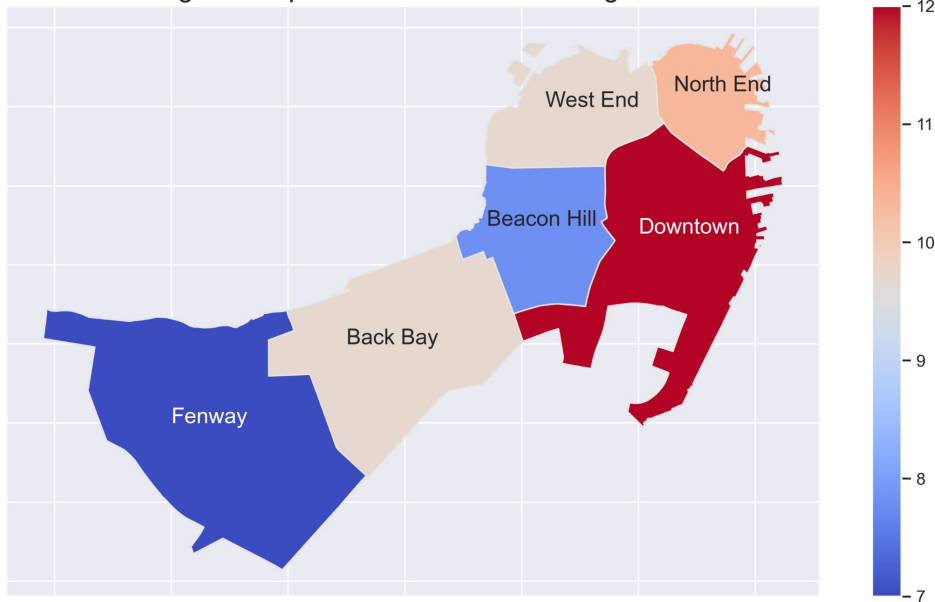 12
North End
West End
11
Beacon Hill
Downtown
10
Back Bay
9
Fenway
8
7